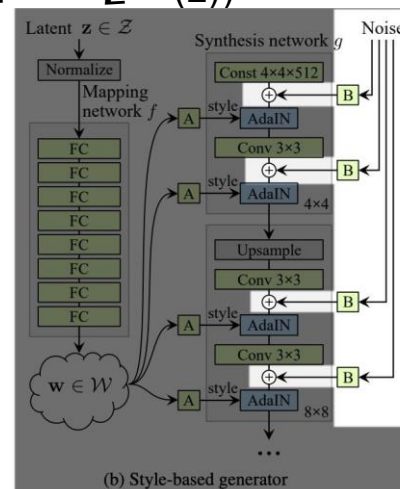 Latent z ∈ Z
Normalize
Mapping
network f
FC
FC
FC
FC
FC
FC
FC
FC
w ∈ W
A
style
A
style
A
style
A
style
Synthesis network g
Const 4×4×512
AdaIN
Conv 3×3
AdaIN
4×4
Upsample
Conv 3×3
AdaIN
Conv 3×3
AdaIN
8×8
...
Noise
B
B
B
B
(b) Style-based generator